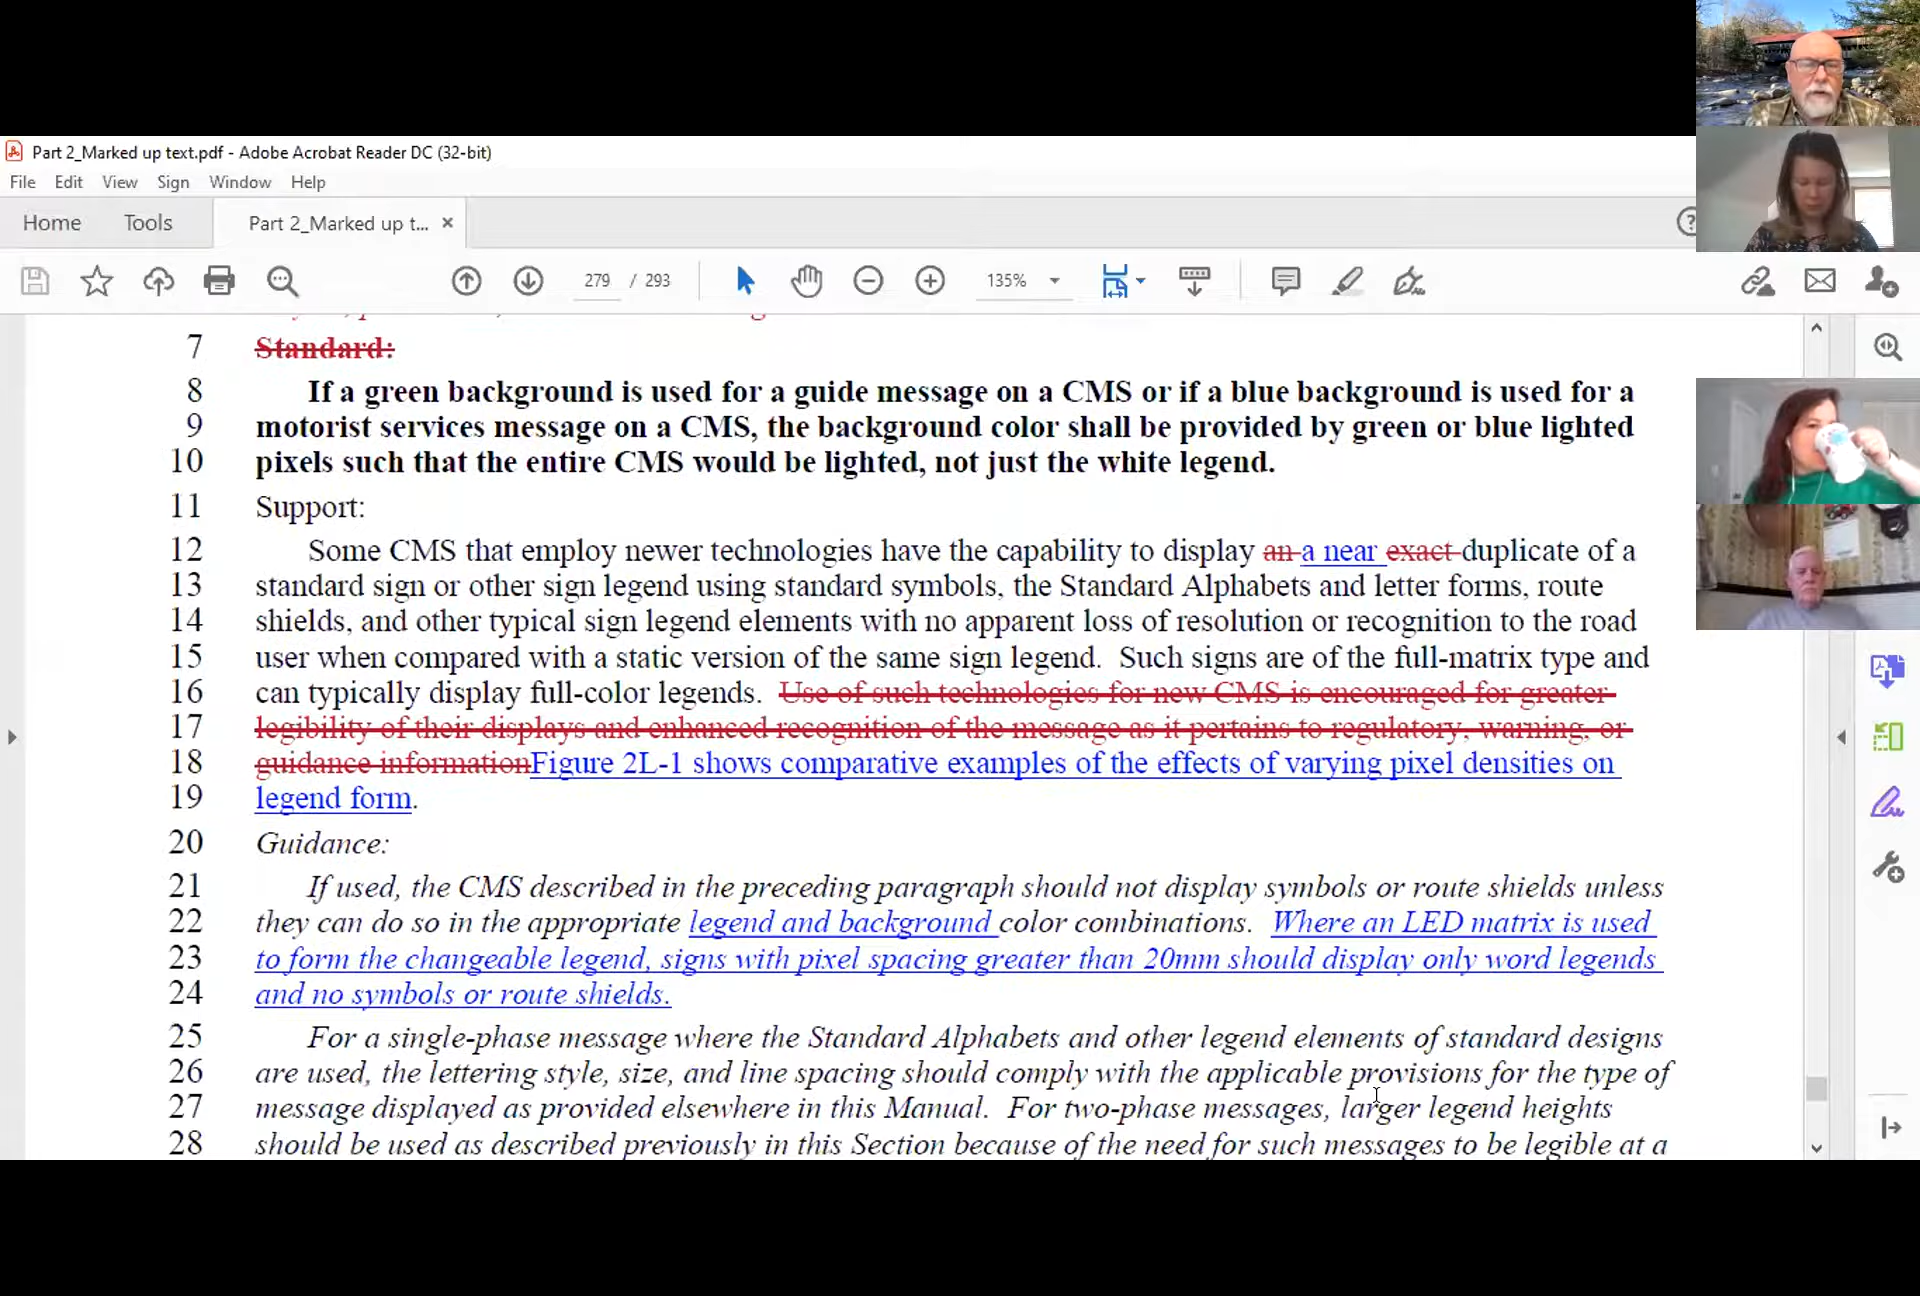 Part 2_Marked up text.pdf - Adobe Acrobat Reader DC (32-bit)
File Edit View Sign Window Help
Home Tools Part 2_Marked up t... ×
279 / 293 135%
7 Standard:
8 If a green background is used for a guide message on a CMS or if a blue background is used for a
9 motorist services message on a CMS, the background color shall be provided by green or blue lighted
10 pixels such that the entire CMS would be lighted, not just the white legend.
11 Support:
12 Some CMS that employ newer technologies have the capability to display an a near exact duplicate of a
13 standard sign or other sign legend using standard symbols, the Standard Alphabets and letter forms, route
14 shields, and other typical sign legend elements with no apparent loss of resolution or recognition to the road
15 user when compared with a static version of the same sign legend. Such signs are of the full-matrix type and
16 can typically display full-color legends. Use of such technologies for new CMS is encouraged for greater
17 legibility of their displays and enhanced recognition of the message as it pertains to regulatory, warning, or
18 guidance informationFigure 2L-1 shows comparative examples of the effects of varying pixel densities on
19 legend form.
20 Guidance:
21 If used, the CMS described in the preceding paragraph should not display symbols or route shields unless
22 they can do so in the appropriate legend and background color combinations. Where an LED matrix is used
23 to form the changeable legend, signs with pixel spacing greater than 20mm should display only word legends
24 and no symbols or route shields.
25 For a single-phase message where the Standard Alphabets and other legend elements of standard designs
26 are used, the lettering style, size, and line spacing should comply with the applicable provisions for the type of
27 message displayed as provided elsewhere in this Manual. For two-phase messages, larger legend heights
28 should be used as described previously in this Section because of the need for such messages to be legible at a